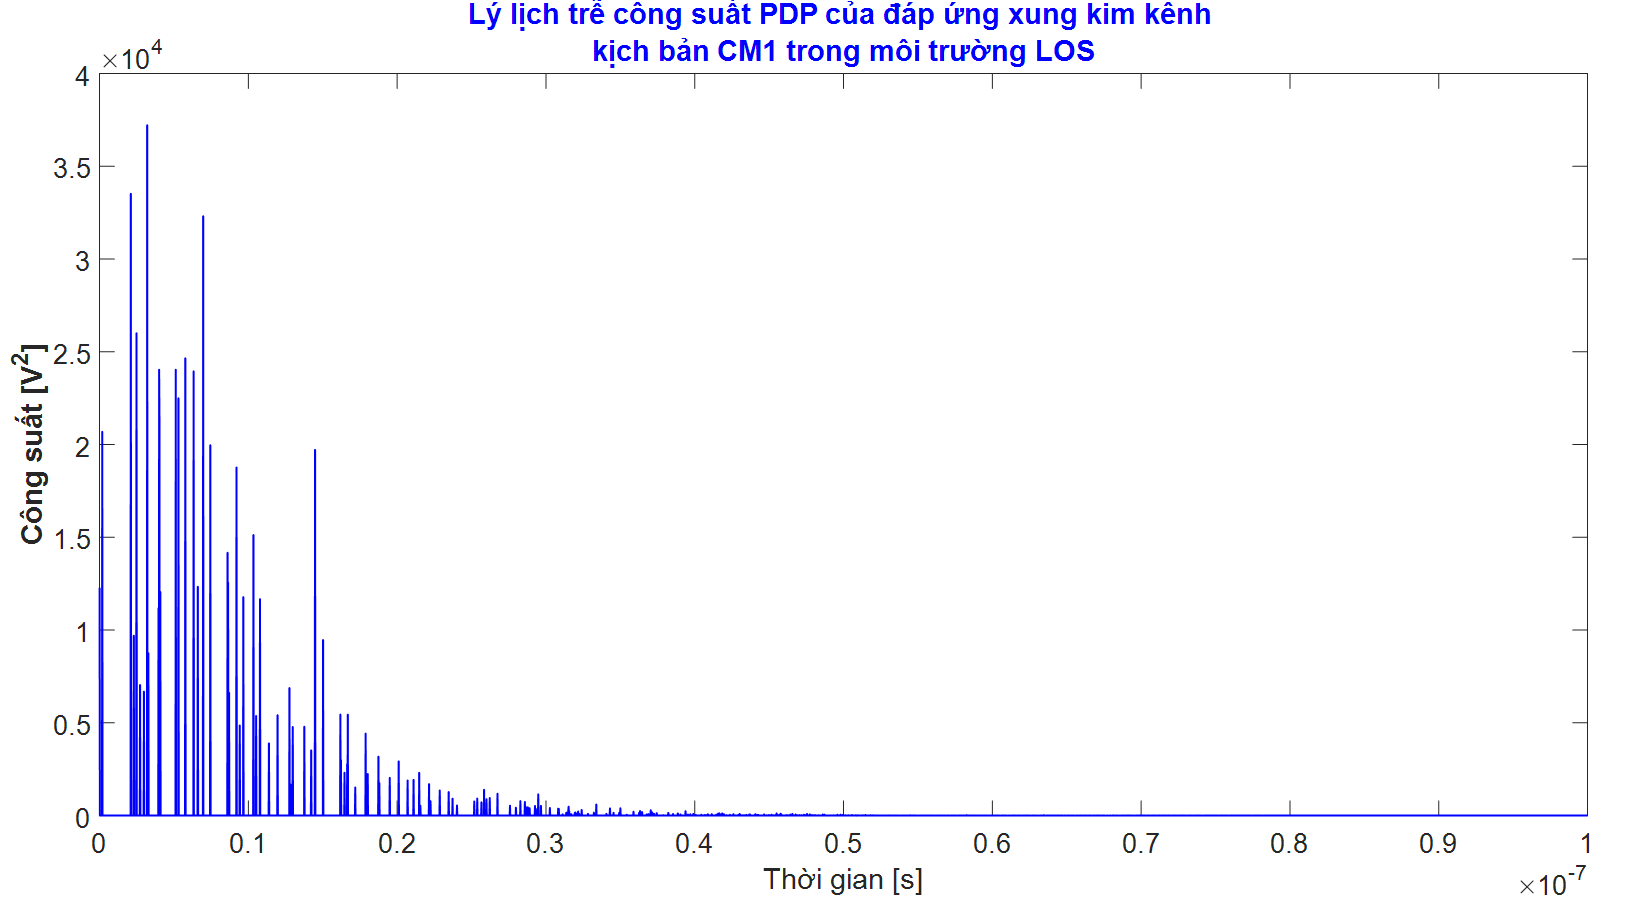 Lý lịch trễ công suất PDP của đáp ứng xung kim kênh
kịch bản CM1 trong môi trường LOS
×10^4
4
3.5
3
2.5
2
1.5
1
0.5
0
Công suát [V^2]
0 0.1 0.2 0.3 0.4 0.5 0.6 0.7 0.8 0.9 1
Thời gian [s]
×10^-7